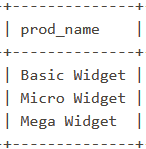 +--------------+
| prod_name    |
+--------------+
| Basic Widget |
| Micro Widget |
| Mega Widget  |
+--------------+